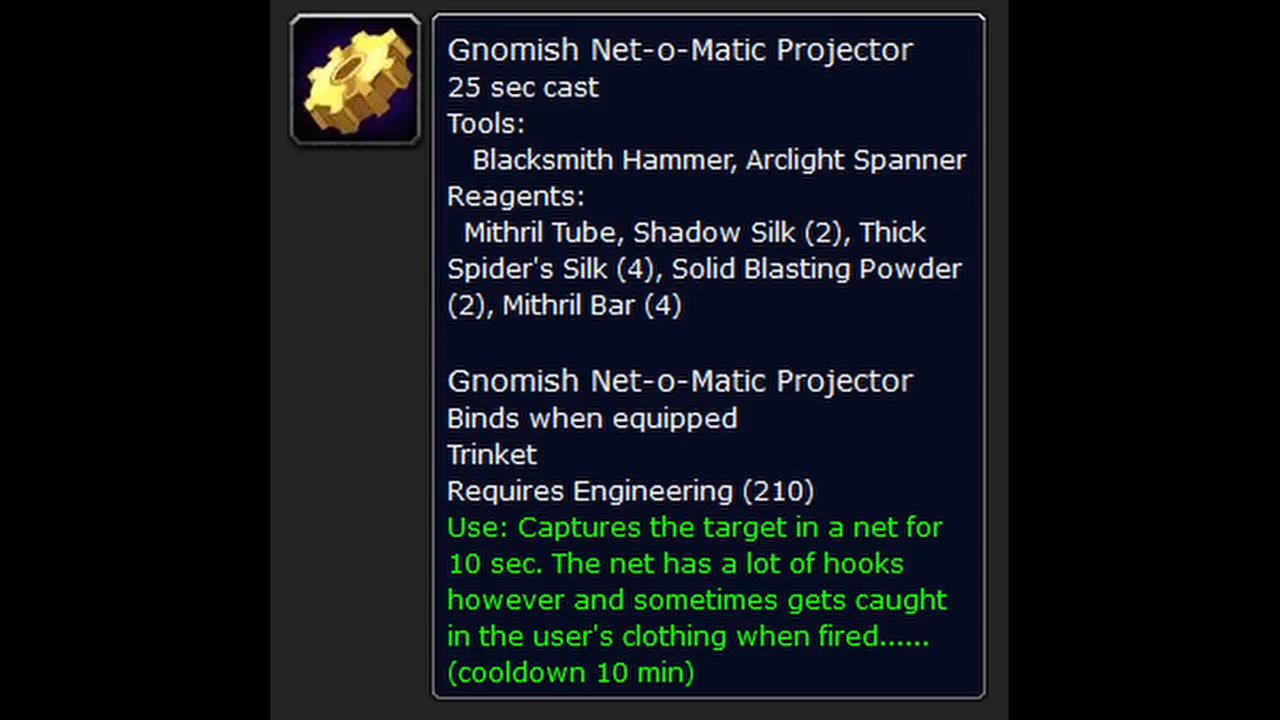 Gnomish Net-o-Matic Projector
25 sec cast
Tools:
Blacksmith Hammer, Arclight Spanner
Reagents:
Mithril Tube, Shadow Silk (2), Thick
Spider's Silk (4), Solid Blasting Powder
(2), Mithril Bar (4)
Gnomish Net-o-Matic Projector
Binds when equipped
Trinket
Requires Engineering (210)
Use: Captures the target in a net for
10 sec. The net has a lot of hooks
however and sometimes gets caught
in the user's clothing when fired......
(cooldown 10 min)